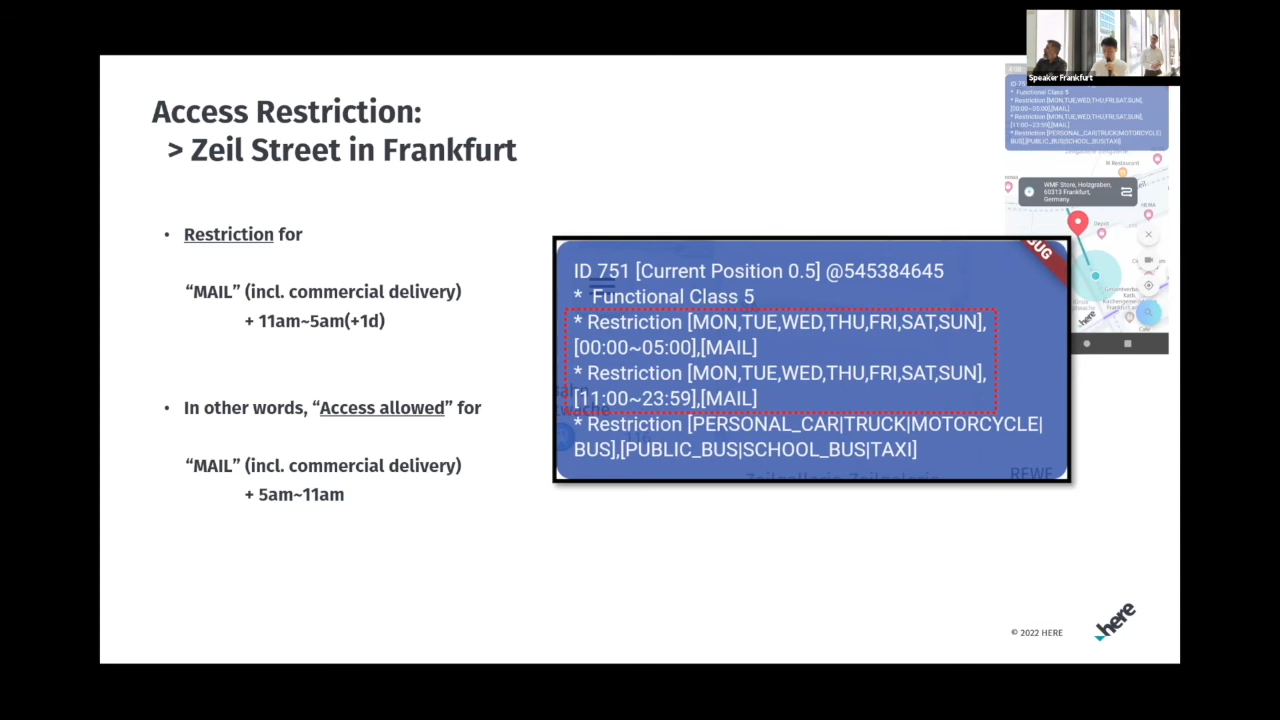 Access Restriction:
> Zeil Street in Frankfurt
• Restriction for
“MAIL” (incl. commercial delivery)
+ 11am~5am(+1d)
• In other words, “Access allowed” for
“MAIL” (incl. commercial delivery)
+ 5am~11am
ID 751 [Current Position 0.5] @545384645
* Functional Class 5
* Restriction [MON,TUE,WED,THU,FRI,SAT,SUN],
[00:00~05:00],[MAIL]
* Restriction [MON,TUE,WED,THU,FRI,SAT,SUN],
[11:00~23:59],[MAIL]
* Restriction [PERSONAL_CAR|TRUCK|MOTORCYCLE|
BUS],[PUBLIC_BUS|SCHOOL_BUS|TAXI]
REWE
Speaker Frankfurt
* Functional Class 5
* Restriction [MON,TUE,WED,THU,FRI,SAT,SUN],
[00:00~05:00],[MAIL]
* Restriction [MON,TUE,WED,THU,FRI,SAT,SUN],
[11:00~23:59],[MAIL]
* Restriction [PERSONAL_CAR|TRUCK|MOTORCYCLE|
BUS],[PUBLIC_BUS|SCHOOL_BUS|TAXI]
Restaurant
WMF Store, Holzgraben,
60313 Frankfurt,
Germany
HEMA
Depot
here
© 2022 HERE
here